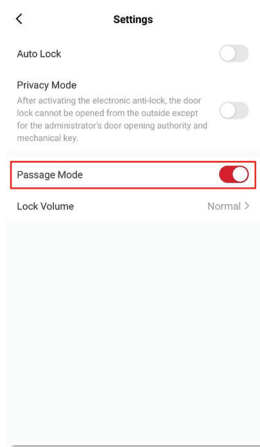 Settings
Auto Lock
Privacy Mode
After activating the electronic anti-lock, the door
lock cannot be opened from the outside except
for the administrator's door opening authority and
mechanical key.
Passage Mode
Lock Volume
Normal >